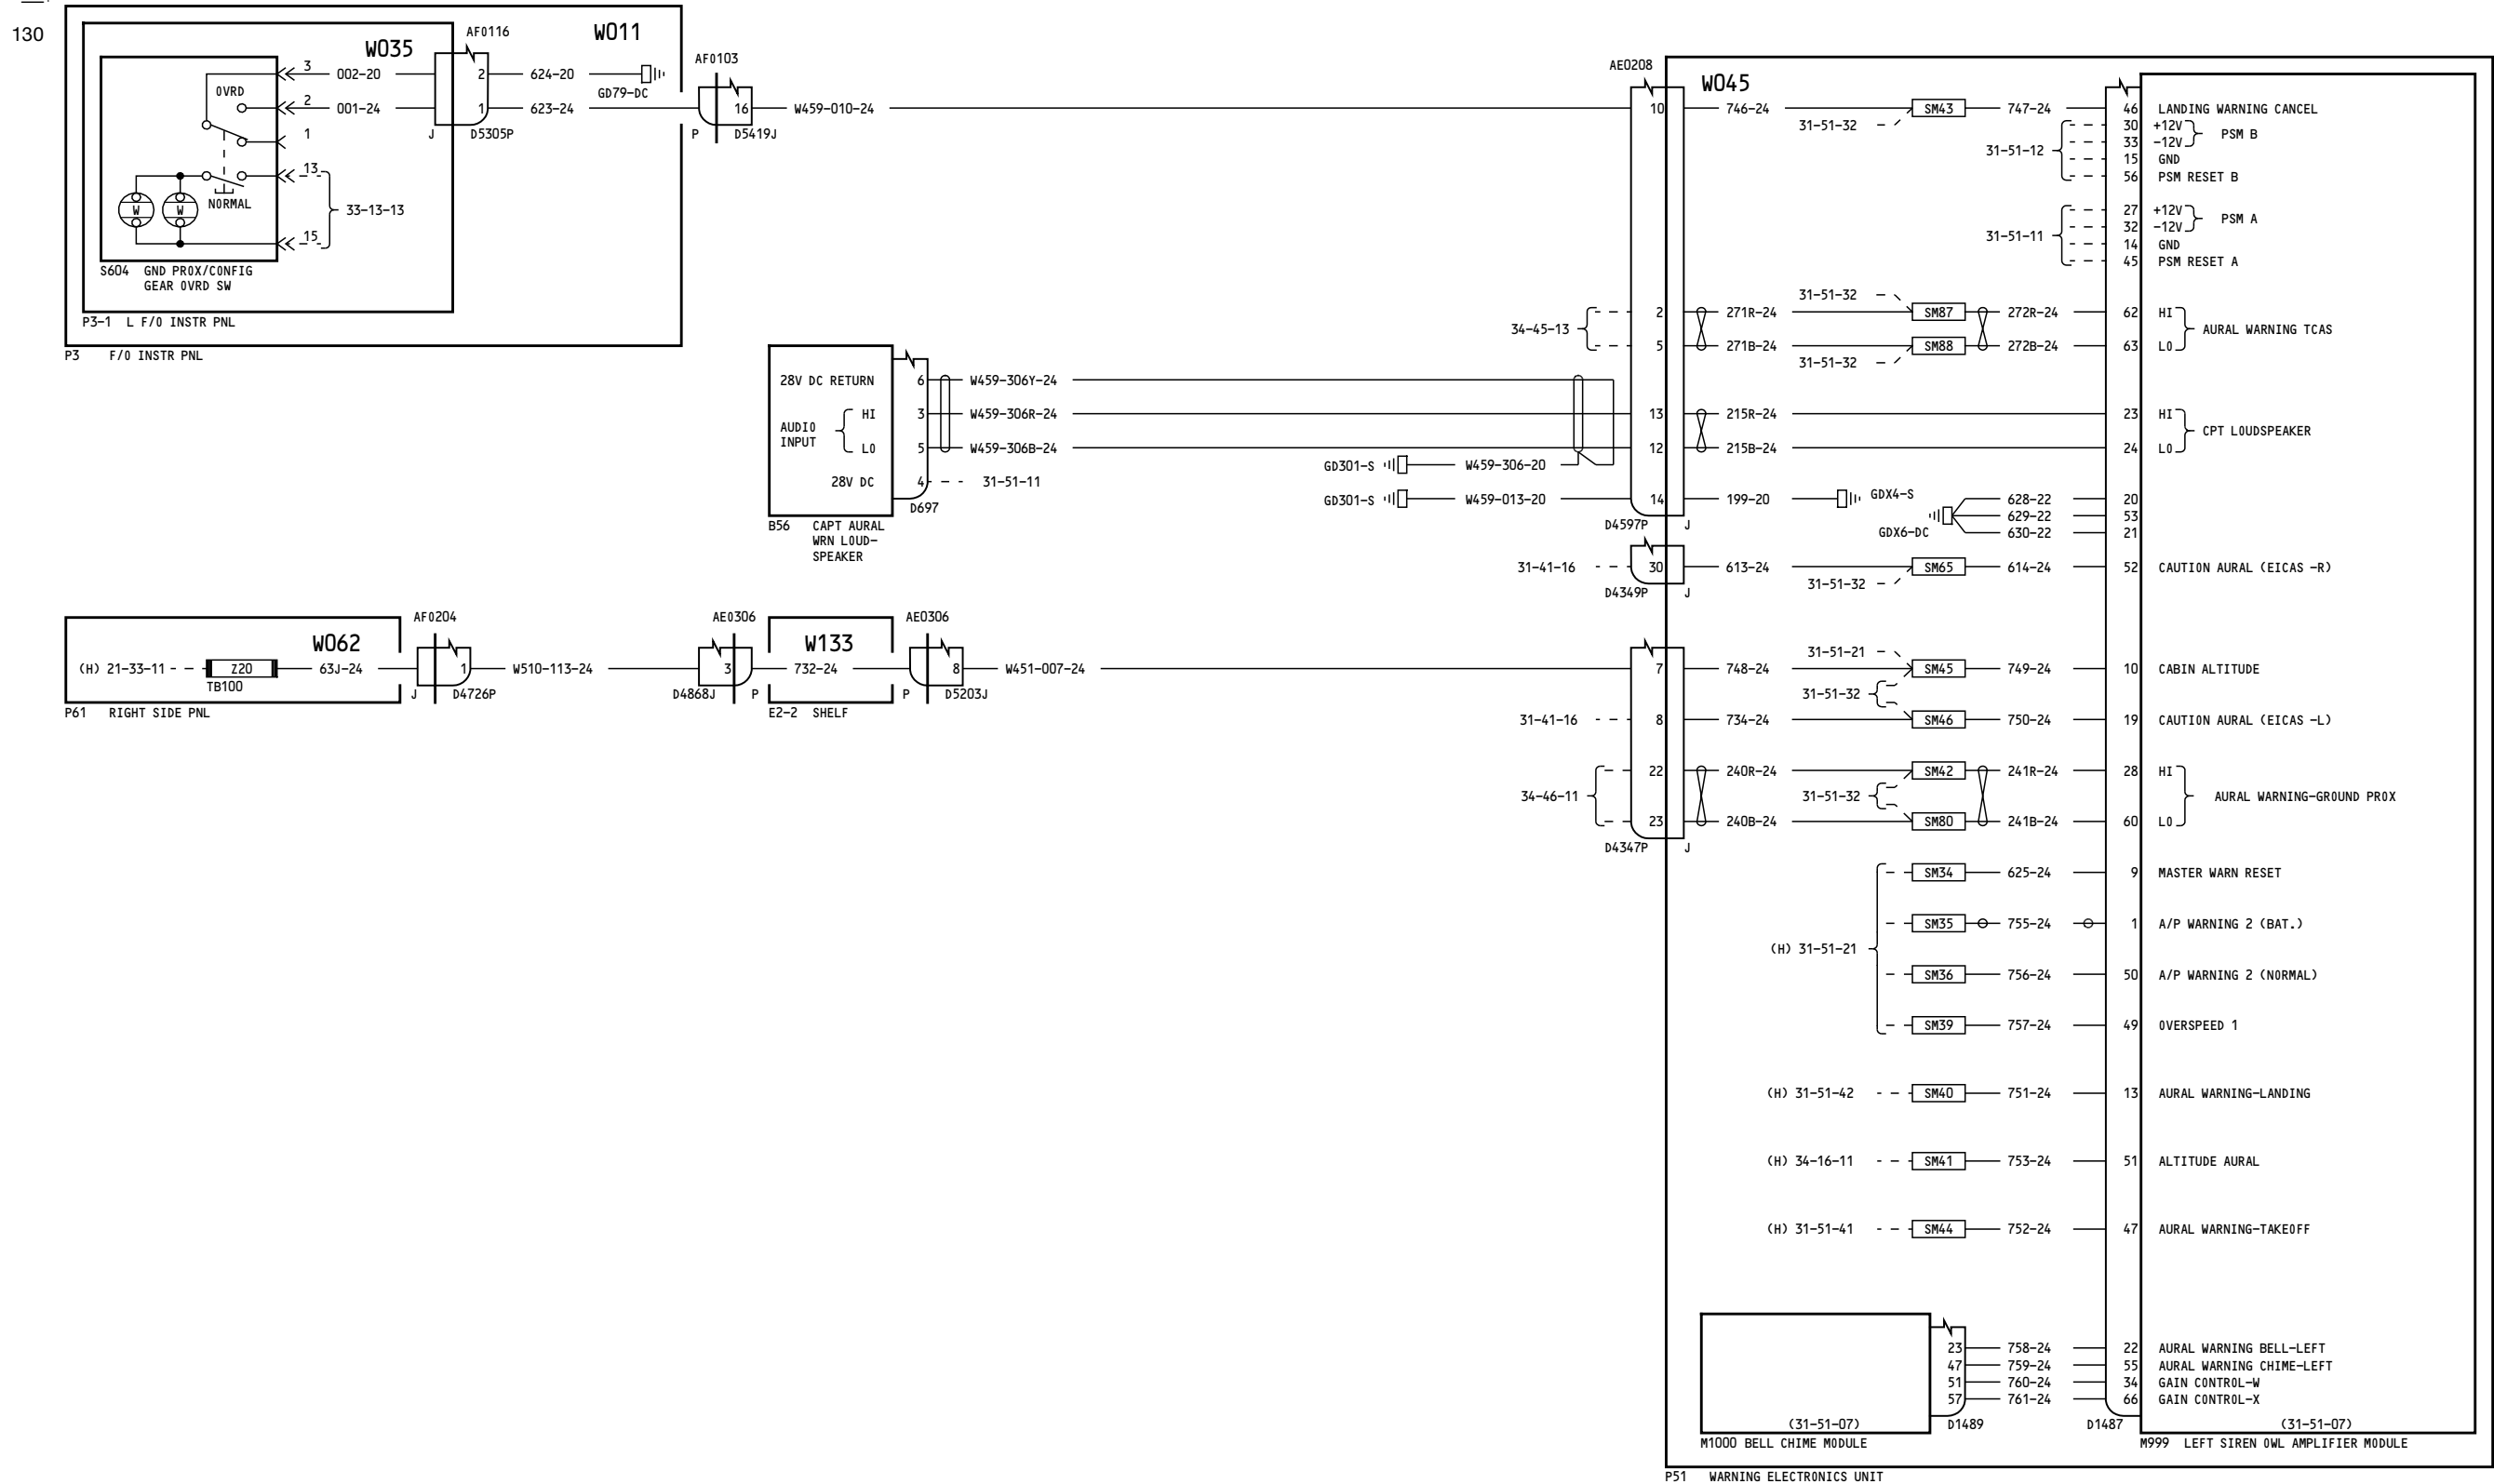 130
W035
AF0116
W011
AF0103
3 002-20 2 624-20
GD79-DC
OVRD
2 001-24 1 623-24 16 W459-010-24
J D5305P P D5419J
1
13
NORMAL
W W
33-13-13
15
S604 GND PROX/CONFIG
GEAR OVRD SW
P3-1 L F/O INSTR PNL
P3 F/O INSTR PNL
28V DC RETURN 6 W459-306Y-24
AUDIO
INPUT
HI 3 W459-306R-24
LO 5 W459-306B-24
28V DC 4 31-51-11
D697
B56 CAPT AURAL
WRN LOUD-
SPEAKER
GD301-S W459-306-20
GD301-S W459-013-20
AF0204
W062
(H) 21-33-11 Z20 63J-24 1 W510-113-24
TB100
J D4726P
P61 RIGHT SIDE PNL
AE0306
W133
AE0306
3 732-24 8 W451-007-24
D4868J P P D5203J
E2-2 SHELF
AE0208
W045
10 746-24 SM43 747-24 46 LANDING WARNING CANCEL
31-51-32
31-51-12
30 +12V
33 -12V
PSM B
15 GND
56 PSM RESET B
31-51-11
27 +12V
32 -12V
PSM A
14 GND
45 PSM RESET A
31-51-32
34-45-13
2 271R-24 SM87 272R-24 62 HI
5 271B-24 SM88 272B-24 63 LO
AURAL WARNING TCAS
31-51-32
13 215R-24 23 HI
12 215B-24 24 LO
CPT LOUDSPEAKER
14 199-20 GDX4-S
D4597P J
GDX6-DC
628-22 20
629-22 53
630-22 21
31-41-16 30 613-24 SM65 614-24 52 CAUTION AURAL (EICAS -R)
31-51-32
D4349P J
31-51-21
7 748-24 SM45 749-24 10 CABIN ALTITUDE
31-51-32
31-41-16 8 734-24 SM46 750-24 19 CAUTION AURAL (EICAS -L)
34-46-11
22 240R-24 SM42 241R-24 28 HI
31-51-32
AURAL WARNING-GROUND PROX
23 240B-24 SM80 241B-24 60 LO
D4347P J
(H) 31-51-21
SM34 625-24 9 MASTER WARN RESET
SM35 755-24 1 A/P WARNING 2 (BAT.)
SM36 756-24 50 A/P WARNING 2 (NORMAL)
SM39 757-24 49 OVERSPEED 1
(H) 31-51-42 SM40 751-24 13 AURAL WARNING-LANDING
(H) 34-16-11 SM41 753-24 51 ALTITUDE AURAL
(H) 31-51-41 SM44 752-24 47 AURAL WARNING-TAKEOFF
23 758-24 22 AURAL WARNING BELL-LEFT
47 759-24 55 AURAL WARNING CHIME-LEFT
51 760-24 34 GAIN CONTROL-W
57 761-24 66 GAIN CONTROL-X
(31-51-07) D1489 D1487 (31-51-07)
M1000 BELL CHIME MODULE
M999 LEFT SIREN OWL AMPLIFIER MODULE
P51 WARNING ELECTRONICS UNIT